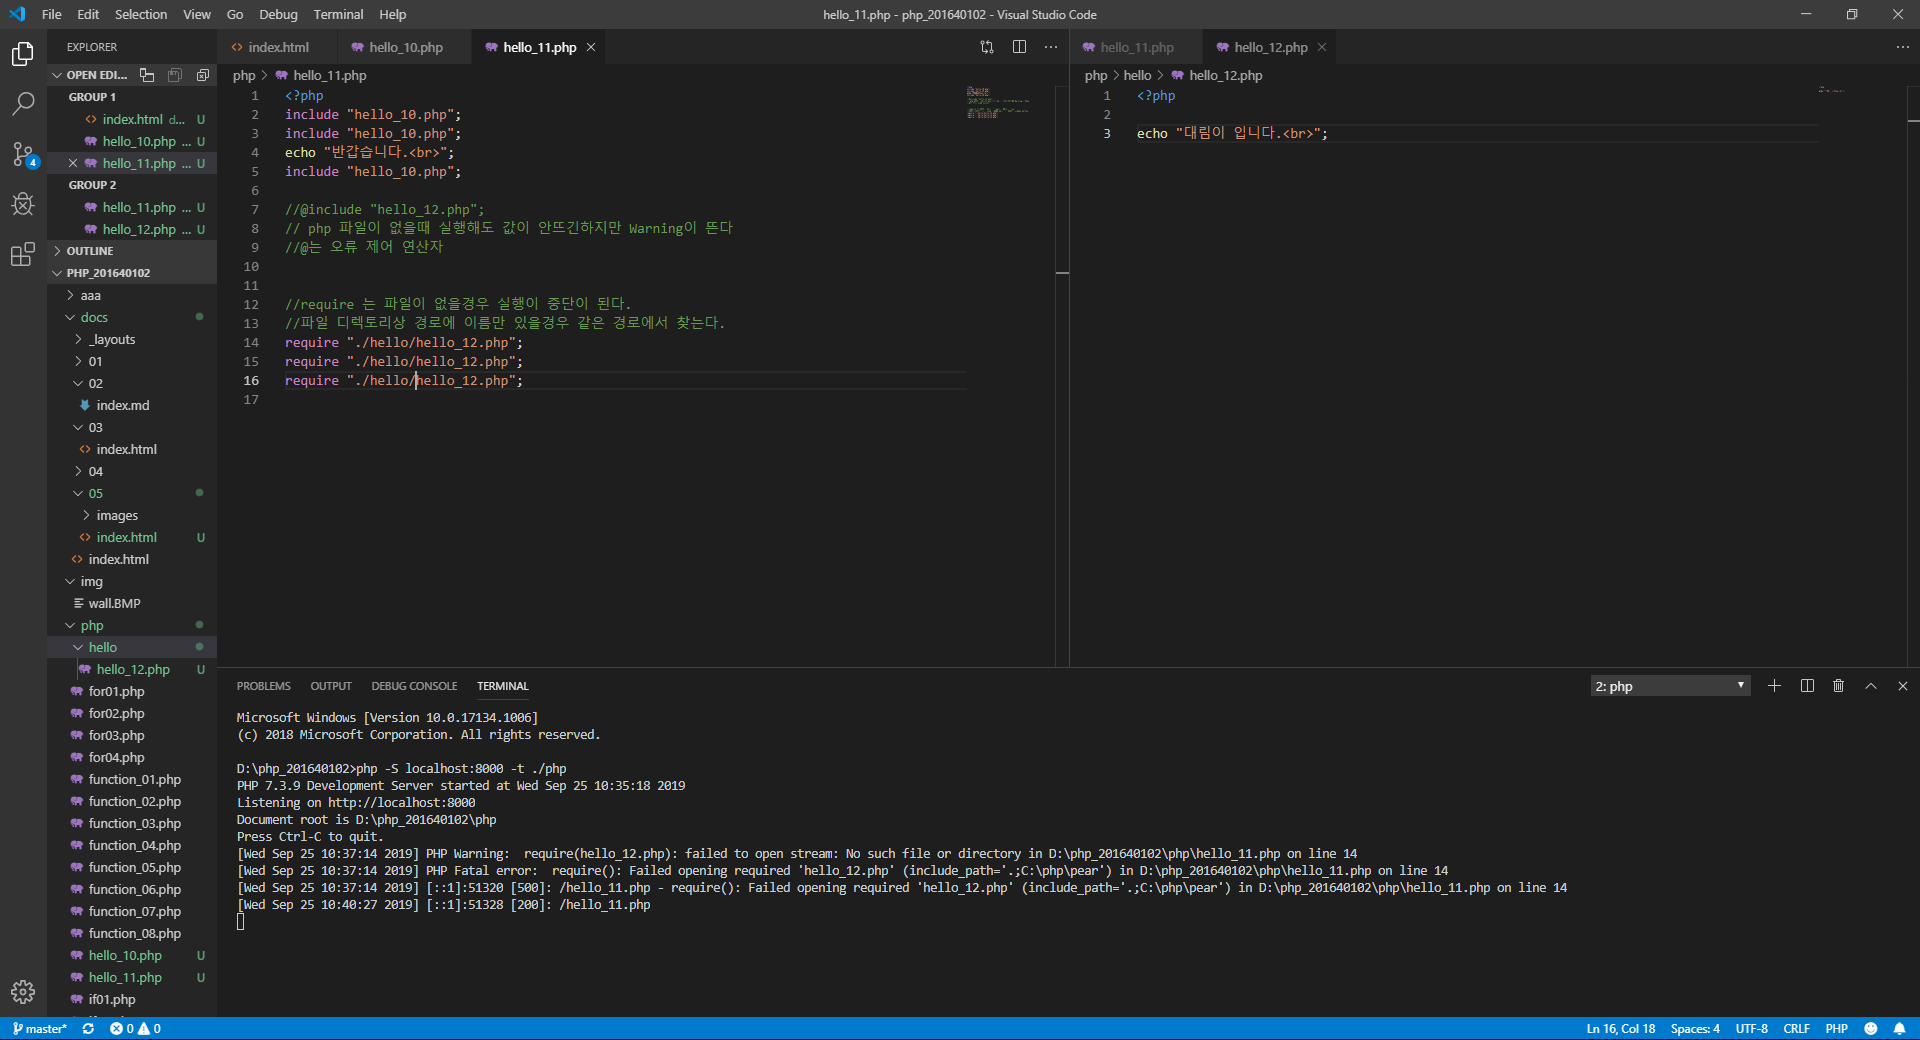 File Edit Selection View Go Debug Terminal Help
hello_11.php - php_201640102 - Visual Studio Code
EXPLORER
OPEN EDI...
GROUP 1
index.html d... U
hello_10.php ... U
hello_11.php ... U
GROUP 2
hello_11.php ... U
hello_12.php ... U
OUTLINE
PHP_201640102
aaa
docs
_layouts
01
02
index.md
03
index.html
04
05
images
index.html U
index.html
img
wall.BMP
php
hello
hello_12.php U
for01.php
for02.php
for03.php
for04.php
function_01.php
function_02.php
function_03.php
function_04.php
function_05.php
function_06.php
function_07.php
function_08.php
hello_10.php U
hello_11.php U
if01.php
4
index.html hello_10.php hello_11.php
php > hello_11.php
1 <?php
2 include "hello_10.php";
3 include "hello_10.php";
4 echo "반갑습니다.<br>";
5 include "hello_10.php";
6
7 //@include "hello_12.php";
8 // php 파일이 없을때 실행해도 값이 안뜨긴하지만 Warning이 뜬다
9 //@는 오류 제어 연산자
10
11
12 //require 는 파일이 없을경우 실행이 중단이 된다.
13 //파일 디렉토리상 경로에 이름만 있을경우 같은 경로에서 찾는다.
14 require "./hello/hello_12.php";
15 require "./hello/hello_12.php";
16 require "./hello/hello_12.php";
17
hello_11.php hello_12.php
php > hello > hello_12.php
1 <?php
2
3 echo "대림이 입니다.<br>";
PROBLEMS OUTPUT DEBUG CONSOLE TERMINAL
2: php
Microsoft Windows [Version 10.0.17134.1006]
(c) 2018 Microsoft Corporation. All rights reserved.
D:\php_201640102>php -S localhost:8000 -t ./php
PHP 7.3.9 Development Server started at Wed Sep 25 10:35:18 2019
Listening on http://localhost:8000
Document root is D:\php_201640102\php
Press Ctrl-C to quit.
[Wed Sep 25 10:37:14 2019] PHP Warning:  require(hello_12.php): failed to open stream: No such file or directory in D:\php_201640102\php\hello_11.php on line 14
[Wed Sep 25 10:37:14 2019] PHP Fatal error:  require(): Failed opening required 'hello_12.php' (include_path='.;C:\php\pear') in D:\php_201640102\php\hello_11.php on line 14
[Wed Sep 25 10:37:14 2019] [::1]:51320 [500]: /hello_11.php - require(): Failed opening required 'hello_12.php' (include_path='.;C:\php\pear') in D:\php_201640102\php\hello_11.php on line 14
[Wed Sep 25 10:40:27 2019] [::1]:51328 [200]: /hello_11.php
master* 0 0
Ln 16, Col 18 Spaces: 4 UTF-8 CRLF PHP